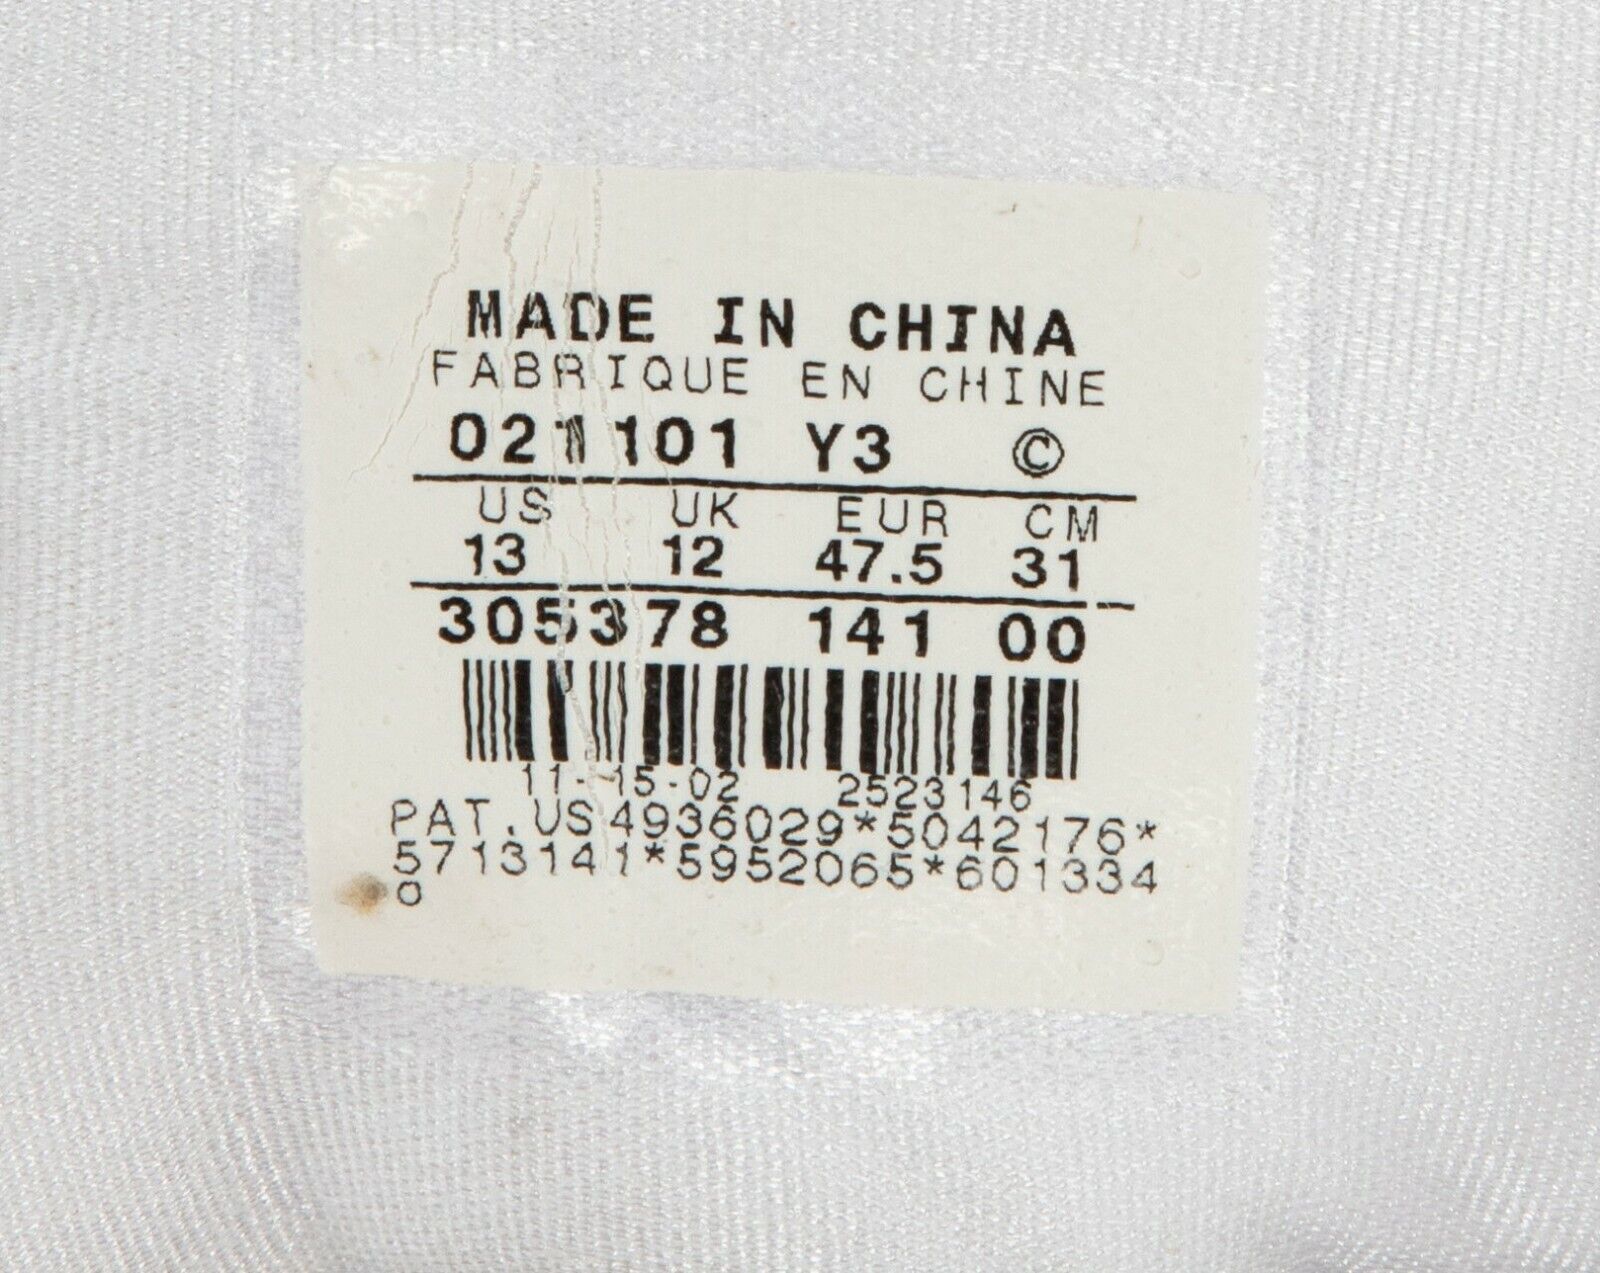 MADE IN CHINA
FABRIQUE EN CHINE
021101 Y3 ©
US UK EUR CM
13 12 47.5 31
305378 141 00
11-15-02 2523146
PAT.US4936029*5042176*
5713141*5952065*601334
0